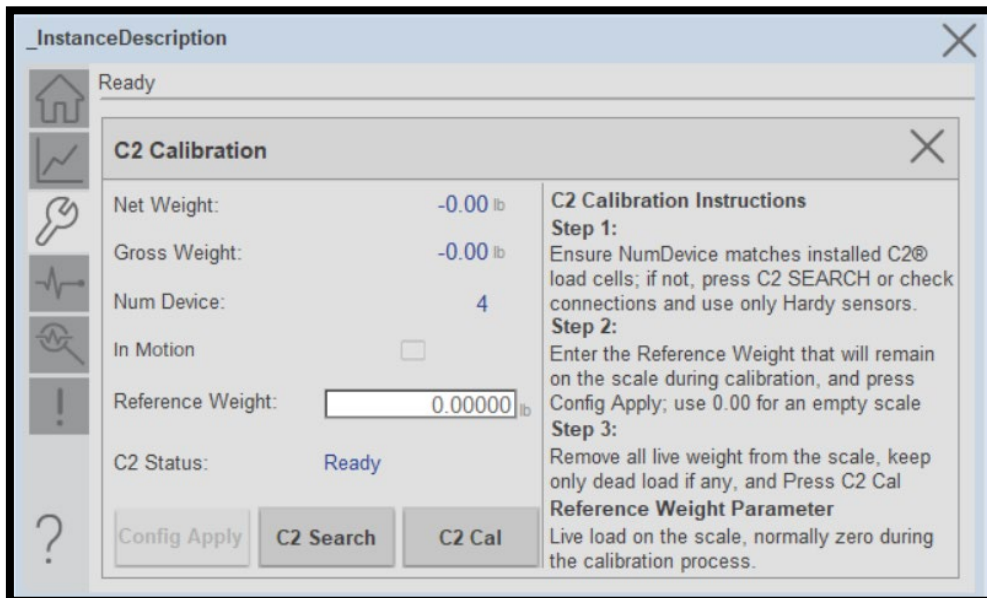 _InstanceDescription
Ready
C2 Calibration
Net Weight: -0.00 lb
Gross Weight: -0.00 lb
Num Device: 4
In Motion
Reference Weight: 0.00000 lb
C2 Status: Ready
Config Apply C2 Search C2 Cal
C2 Calibration Instructions
Step 1:
Ensure NumDevice matches installed C2®
load cells; if not, press C2 SEARCH or check
connections and use only Hardy sensors.
Step 2:
Enter the Reference Weight that will remain
on the scale during calibration, and press
Config Apply; use 0.00 for an empty scale
Step 3:
Remove all live weight from the scale, keep
only dead load if any, and Press C2 Cal
Reference Weight Parameter
Live load on the scale, normally zero during
the calibration process.
?